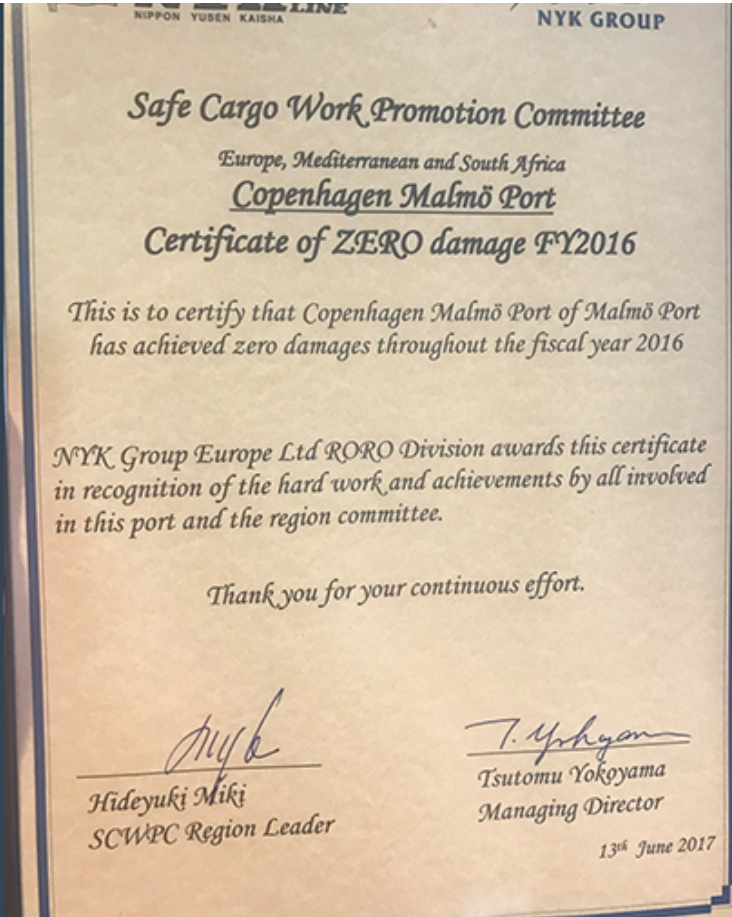 LINE
NIPPON YUSEN KAISHA
NYK GROUP
Safe Cargo Work Promotion Committee
Europe, Mediterranean and South Africa
Copenhagen Malmö Port
Certificate of ZERO damage FY2016
This is to certify that Copenhagen Malmö Port of Malmö Port
has achieved zero damages throughout the fiscal year 2016
NYK Group Europe Ltd RORO Division awards this certificate
in recognition of the hard work and achievements by all involved
in this port and the region committee.
Thank you for your continuous effort.
Hideyuki Miki
SCWPC Region Leader
T. Yokoyama
Tsutomu Yokoyama
Managing Director
13th June 2017